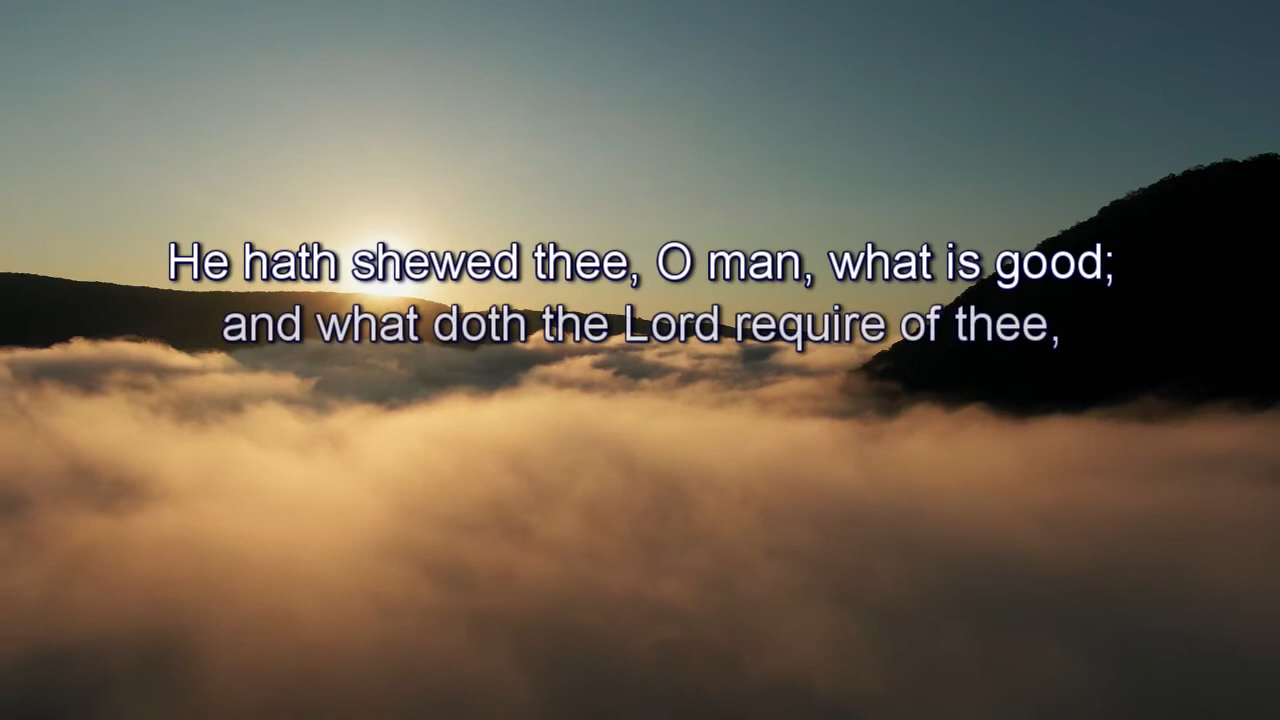 He hath shewed thee, O man, what is good;
and what doth the Lord require of thee,